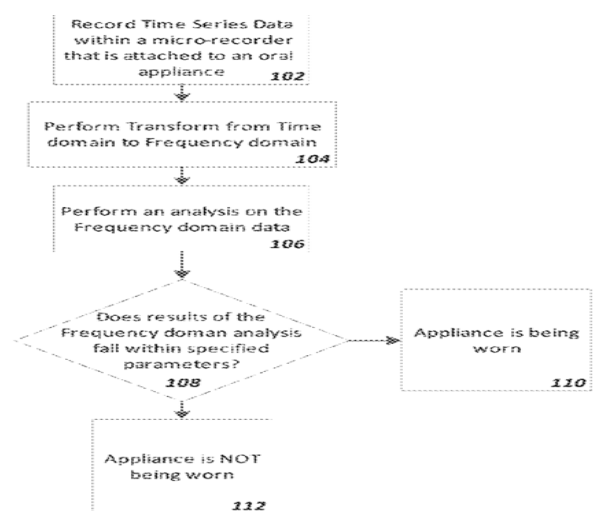 Record Time Series Data
within a micro-recorder
that is attached to an oral
appliance
102
Perform Transform from Time
domain to Frequency domain
104
Perform an analysis on the
Frequency domain data
106
Does results of the
Frequency doman analysis
fall within specified
parameters?
108
Appliance is being
worn
110
Appliance is NOT
being worn
112